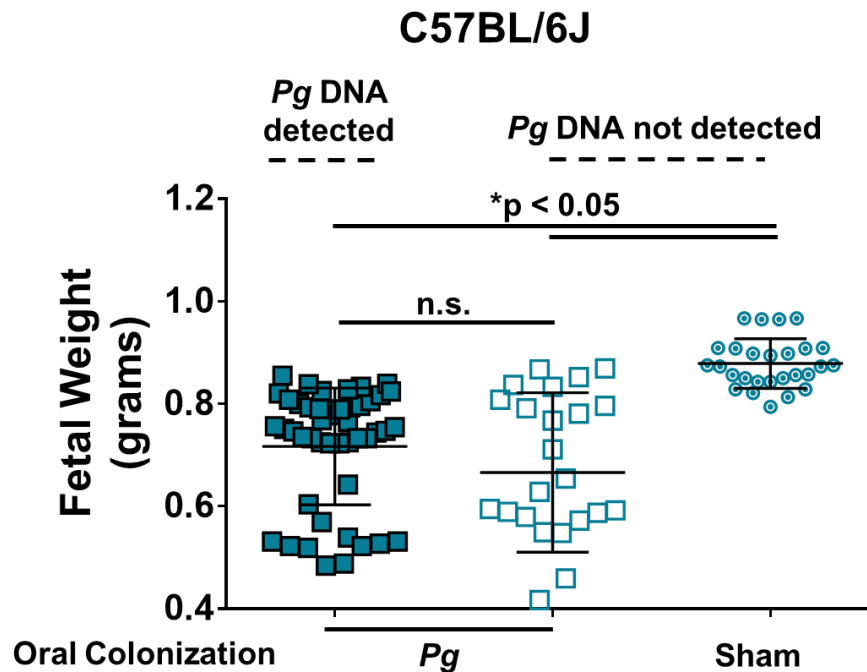 C57BL/6J
Pg DNA
detected
Pg DNA not detected
*p < 0.05
n.s.
Fetal Weight
(grams)
1.2
1.0
0.8
0.6
0.4
Oral Colonization
Pg
Sham